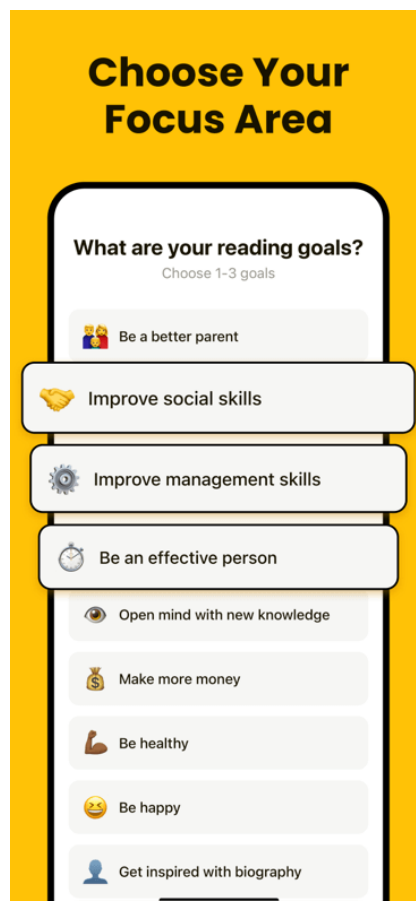 Choose Your
Focus Area
What are your reading goals?
Choose 1-3 goals
Be a better parent
Improve social skills
Improve management skills
Be an effective person
Open mind with new knowledge
Make more money
Be healthy
Be happy
Get inspired with biography